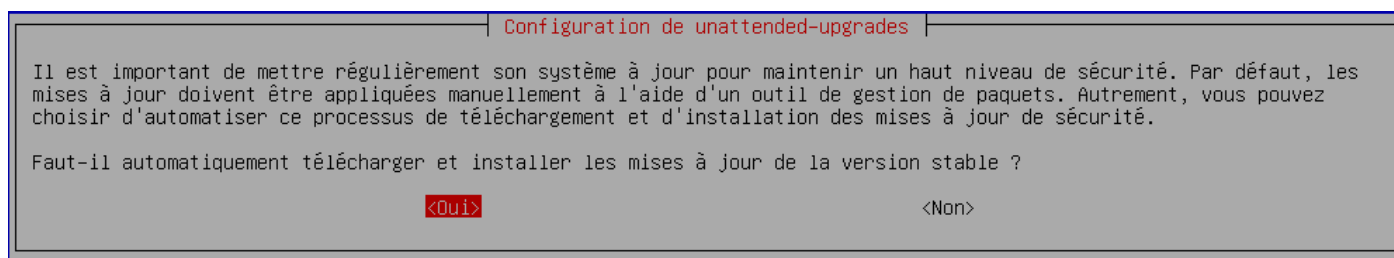 Configuration de unattended-upgrades
Il est important de mettre régulièrement son système à jour pour maintenir un haut niveau de sécurité. Par défaut, les
mises à jour doivent être appliquées manuellement à l'aide d'un outil de gestion de paquets. Autrement, vous pouvez
choisir d'automatiser ce processus de téléchargement et d'installation des mises à jour de sécurité.
Faut-il automatiquement télécharger et installer les mises à jour de la version stable ?
<Oui> <Non>